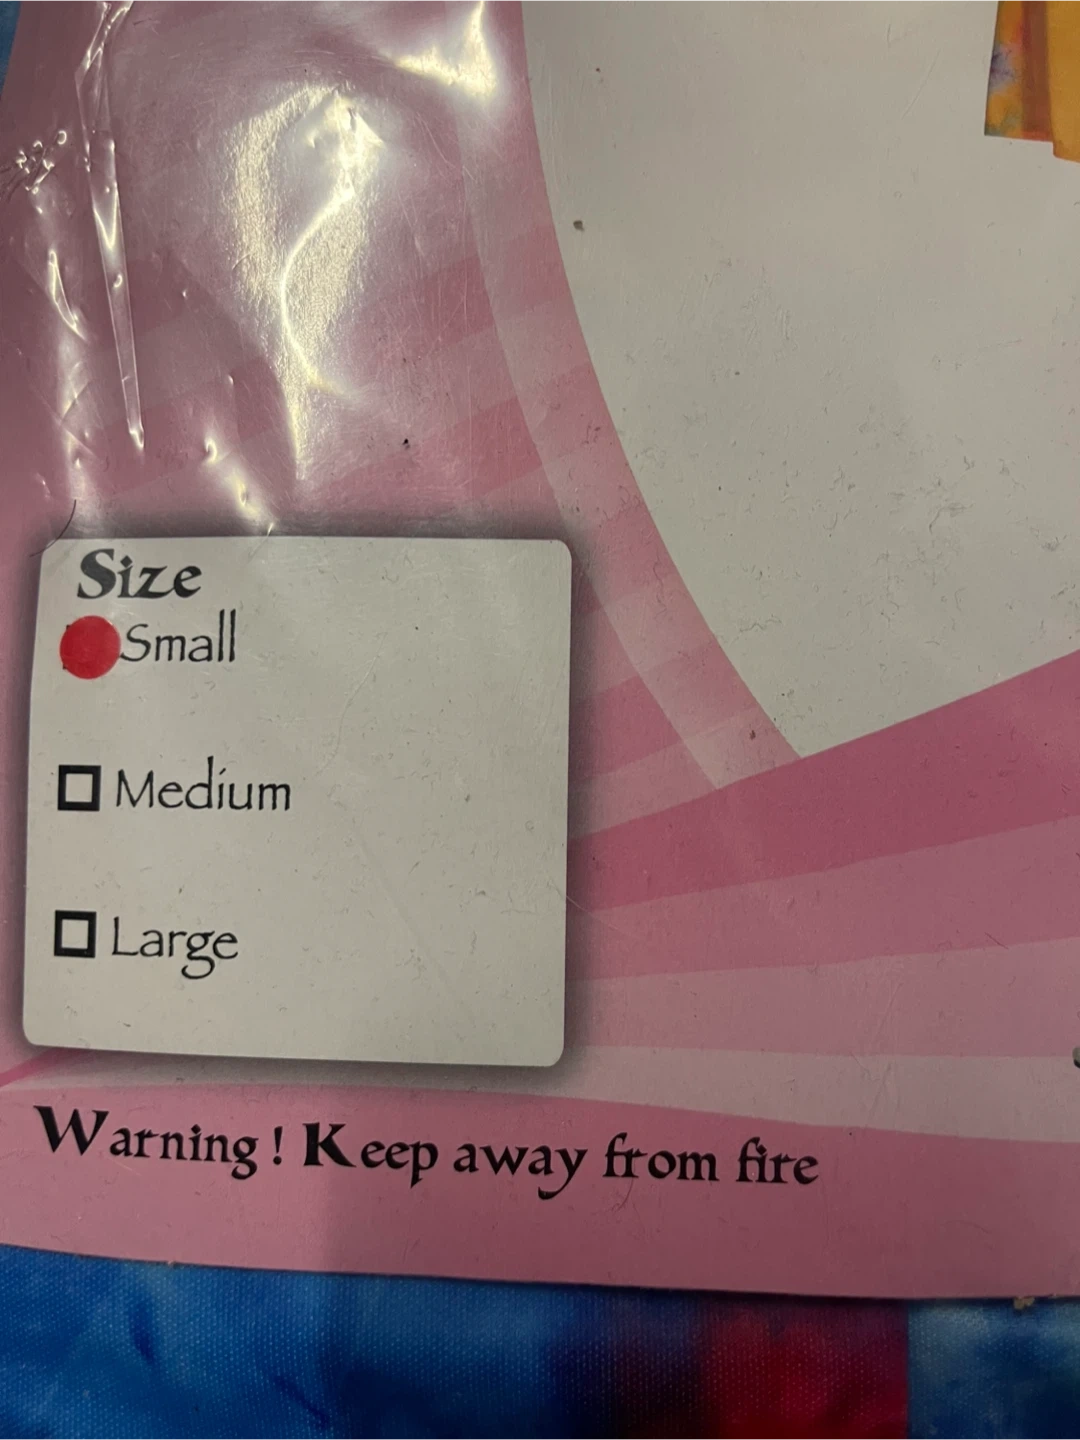 Size
Small
Medium
Large
Warning ! Keep away from fire